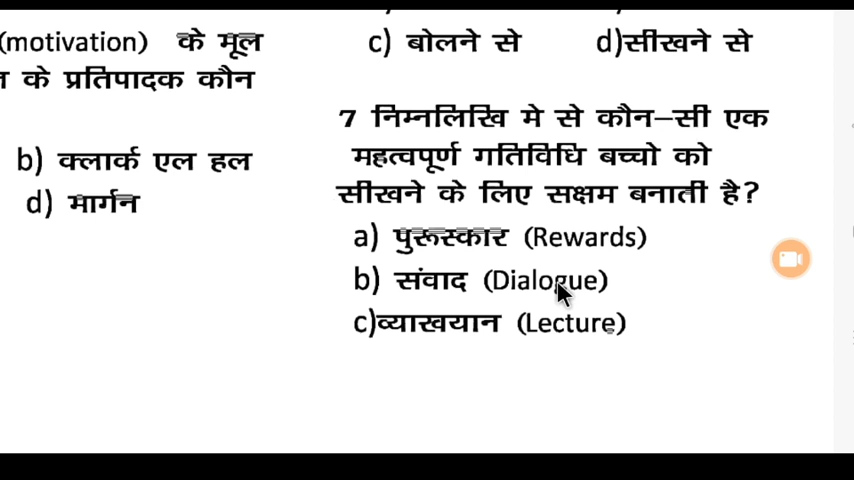 (motivation) के मूल
के प्रतिपादक कौन
b) क्लार्क एल हल
d) मार्गन
c) बोलने से d)सीखने से
7 निम्नलिखि मे से कौन–सी एक
महत्वपूर्ण गतिविधि बच्चो को
सीखने के लिए सक्षम बनाती है?
a) पुरूस्कार (Rewards)
b) संवाद (Dialogue)
c)व्याखयान (Lecture)